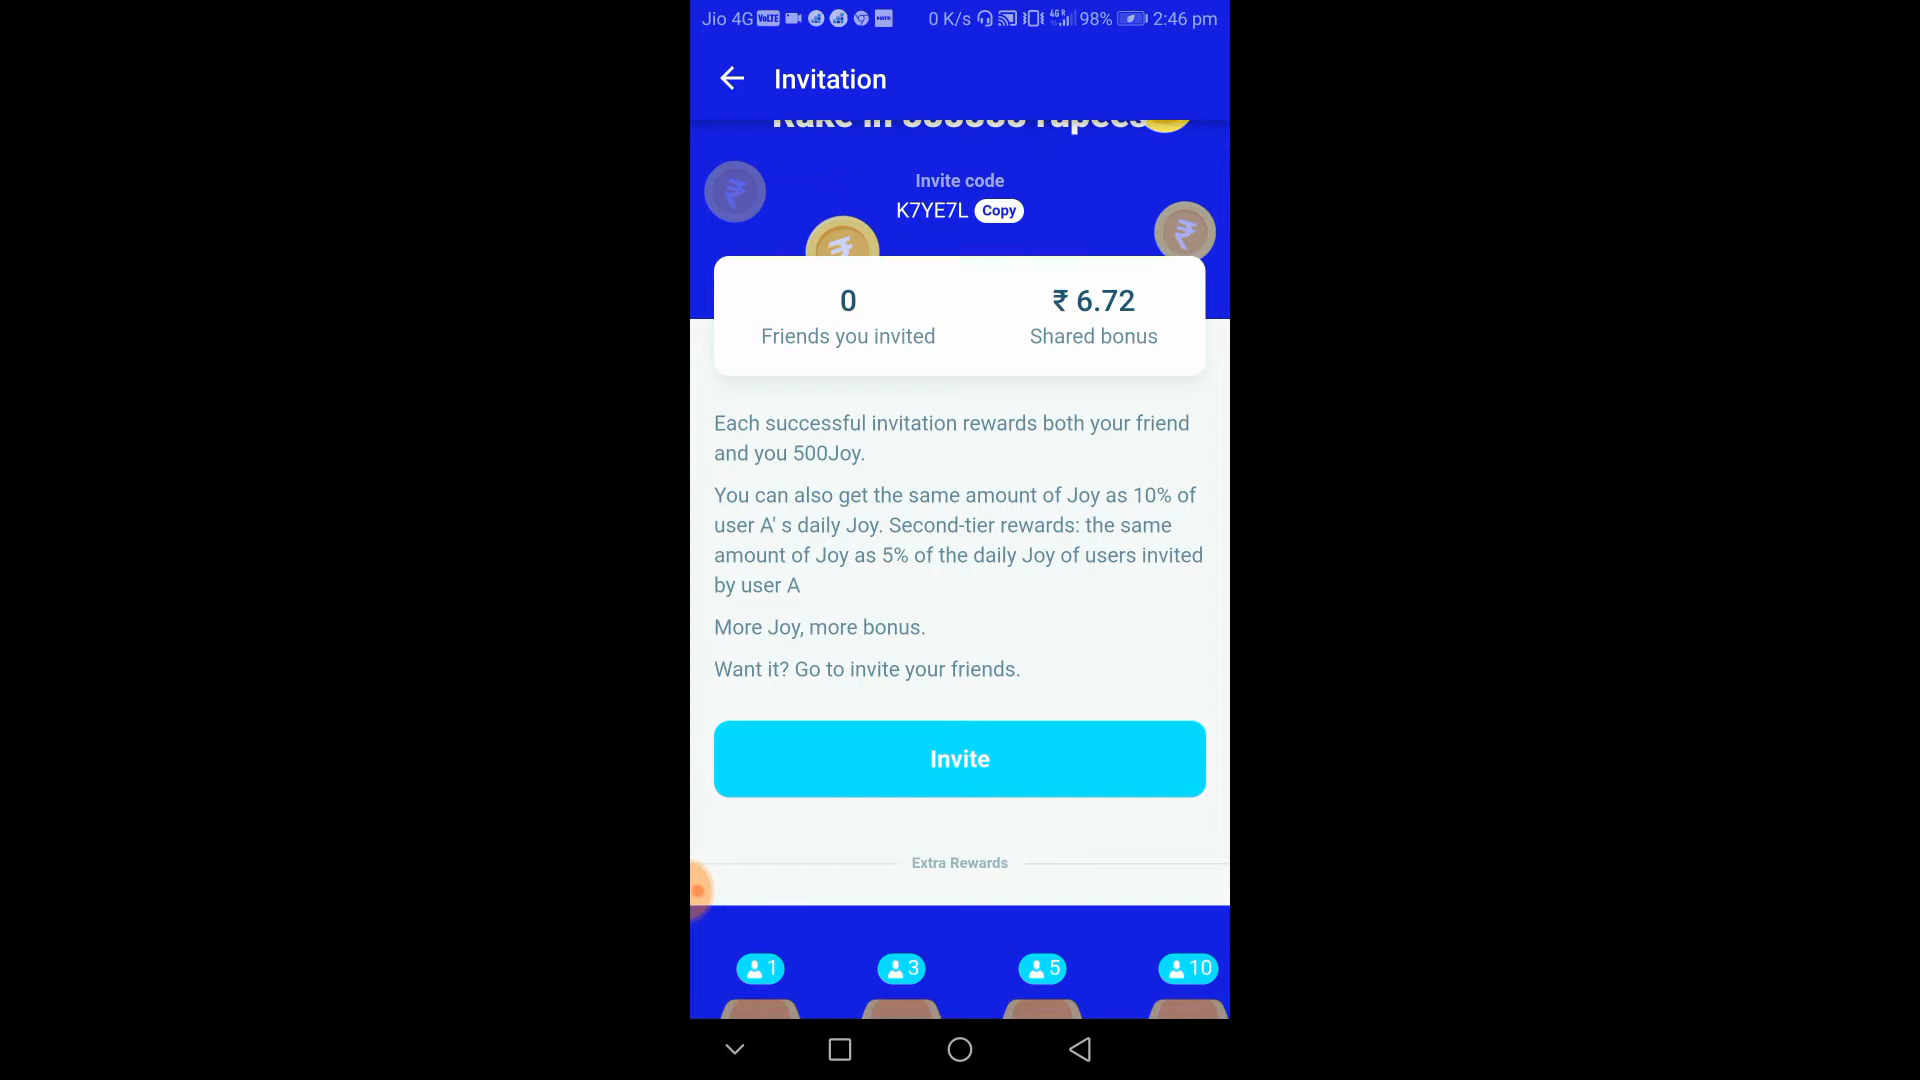 Jio 4G VoLTE 0 K/s 4G R 98% 2:46 pm
Invitation
Invite code
K7YE7L Copy
0
Friends you invited
₹ 6.72
Shared bonus
Each successful invitation rewards both your friend
and you 500Joy.
You can also get the same amount of Joy as 10% of
user A' s daily Joy. Second-tier rewards: the same
amount of Joy as 5% of the daily Joy of users invited
by user A
More Joy, more bonus.
Want it? Go to invite your friends.
Invite
Extra Rewards
1 3 5 10